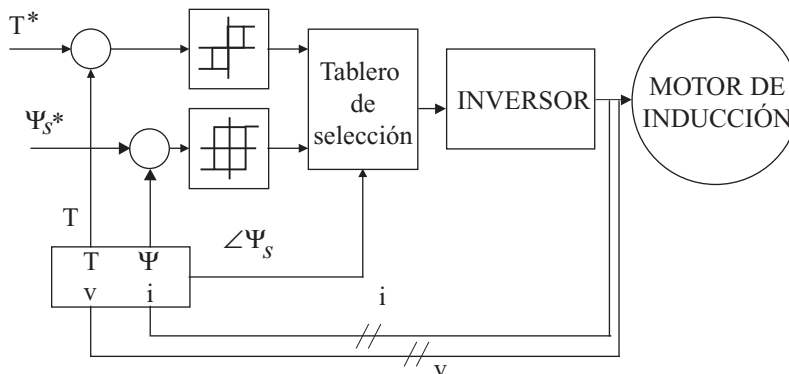 T*
Tablero
de
selección
INVERSOR
MOTOR DE
INDUCCIÓN
Ψs*
T
∠Ψs
T Ψ
v i
i
v